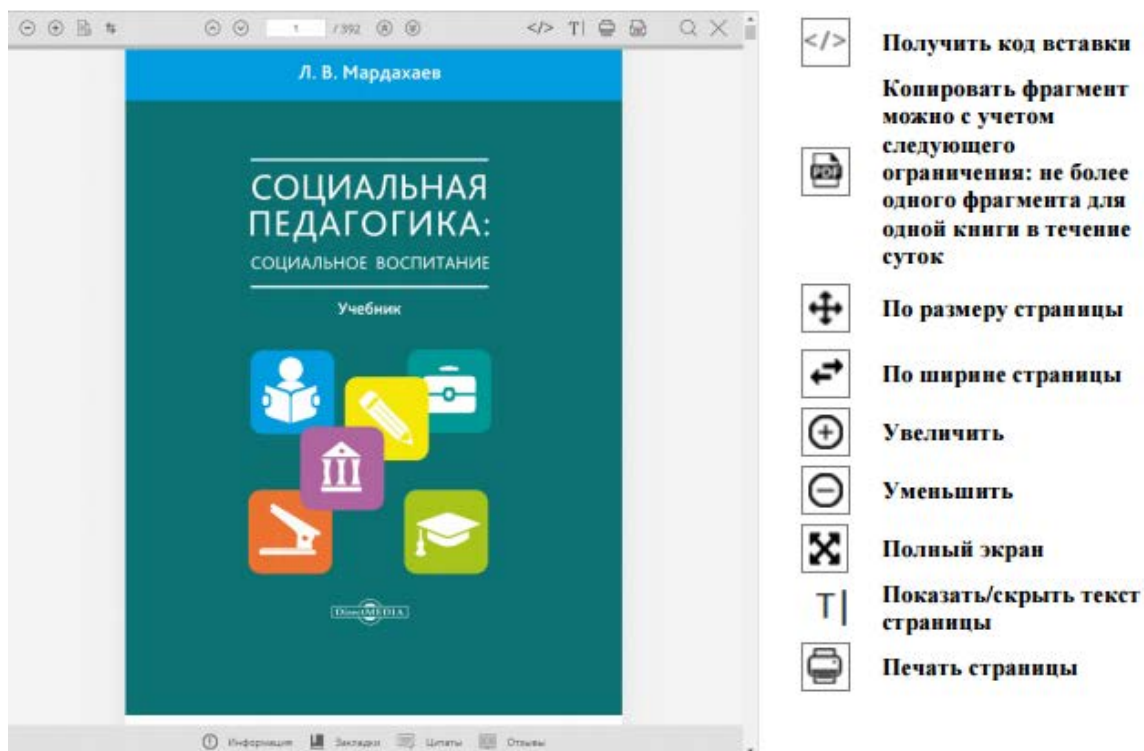 1 / 392 </> T|
Л. В. Мардахаев
СОЦИАЛЬНАЯ
ПЕДАГОГИКА:
СОЦИАЛЬНОЕ ВОСПИТАНИЕ
Учебник
DirectMEDIA
Информация Закладки Цитаты Отзывы
</> Получить код вставки
PDF
Копировать фрагмент
можно с учетом
следующего
ограничения: не более
одного фрагмента для
одной книги в течение
суток
По размеру страницы
По ширине страницы
Увеличить
Уменьшить
Полный экран
T| Показать/скрыть текст
страницы
Печать страницы